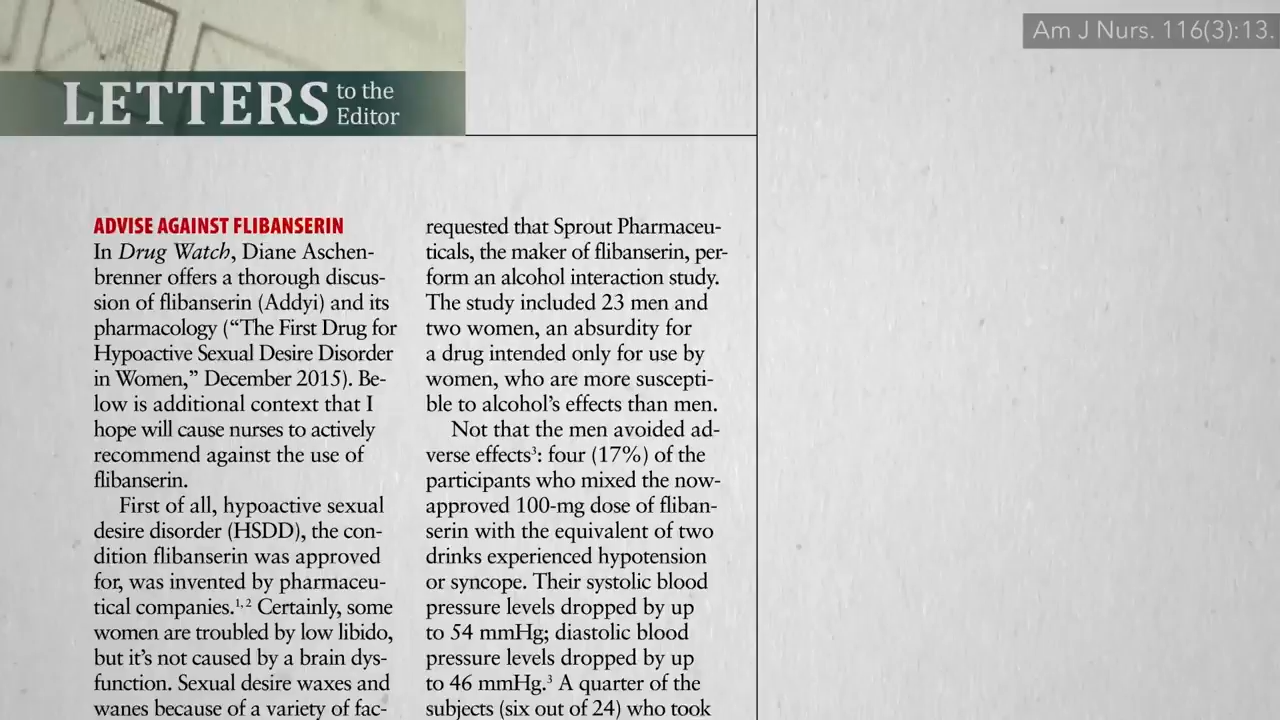 Am J Nurs. 116(3):13.
LETTERS to the
Editor
ADVISE AGAINST FLIBANSERIN
In Drug Watch, Diane Aschen-
brenner offers a thorough discus-
sion of flibanserin (Addyi) and its
pharmacology (“The First Drug for
Hypoactive Sexual Desire Disorder
in Women,” December 2015). Be-
low is additional context that I
hope will cause nurses to actively
recommend against the use of
flibanserin.
First of all, hypoactive sexual
desire disorder (HSDD), the con-
dition flibanserin was approved
for, was invented by pharmaceu-
tical companies.1,2 Certainly, some
women are troubled by low libido,
but it’s not caused by a brain dys-
function. Sexual desire waxes and
wanes because of a variety of fac-
requested that Sprout Pharmaceu-
ticals, the maker of flibanserin, per-
form an alcohol interaction study.
The study included 23 men and
two women, an absurdity for
a drug intended only for use by
women, who are more suscepti-
ble to alcohol’s effects than men.
Not that the men avoided ad-
verse effects3: four (17%) of the
participants who mixed the now-
approved 100-mg dose of fliban-
serin with the equivalent of two
drinks experienced hypotension
or syncope. Their systolic blood
pressure levels dropped by up
to 54 mmHg; diastolic blood
pressure levels dropped by up
to 46 mmHg.3 A quarter of the
subjects (six out of 24) who took